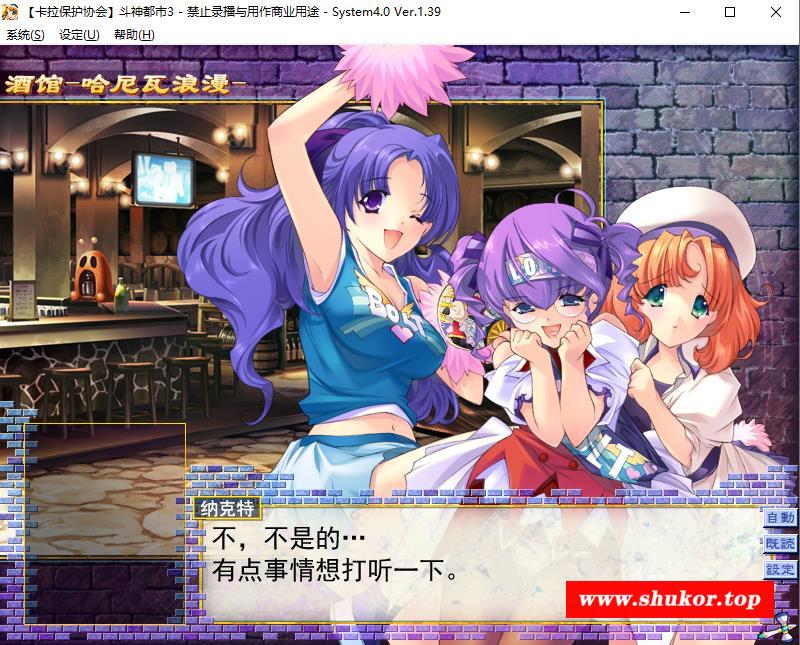 【卡拉保护协会】斗神都市3 - 禁止录播与用作商业用途 - System4.0 Ver.1.39
系统(S) 设定(U) 帮助(H)
酒馆-哈尼瓦浪漫-
BOLT
纳克特
不，不是的…
有点事情想打听一下。
自動
既読
設定
www.shukor.top